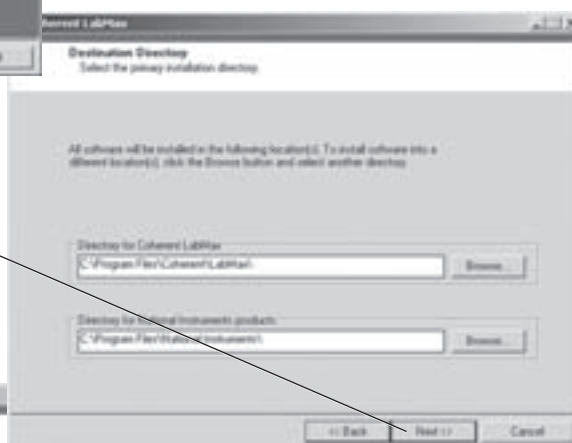 Coherent LabMax
Destination Directory
Select the primary installation directory.
All software will be installed in the following location(s). To install software into a
different location(s), click the Browse button and select another directory.
Directory for Coherent LabMax
C:\Program Files\Coherent\LabMax\
Browse...
Directory for National Instruments products
C:\Program Files\National Instruments\
Browse...
<< Back
Next >>
Cancel